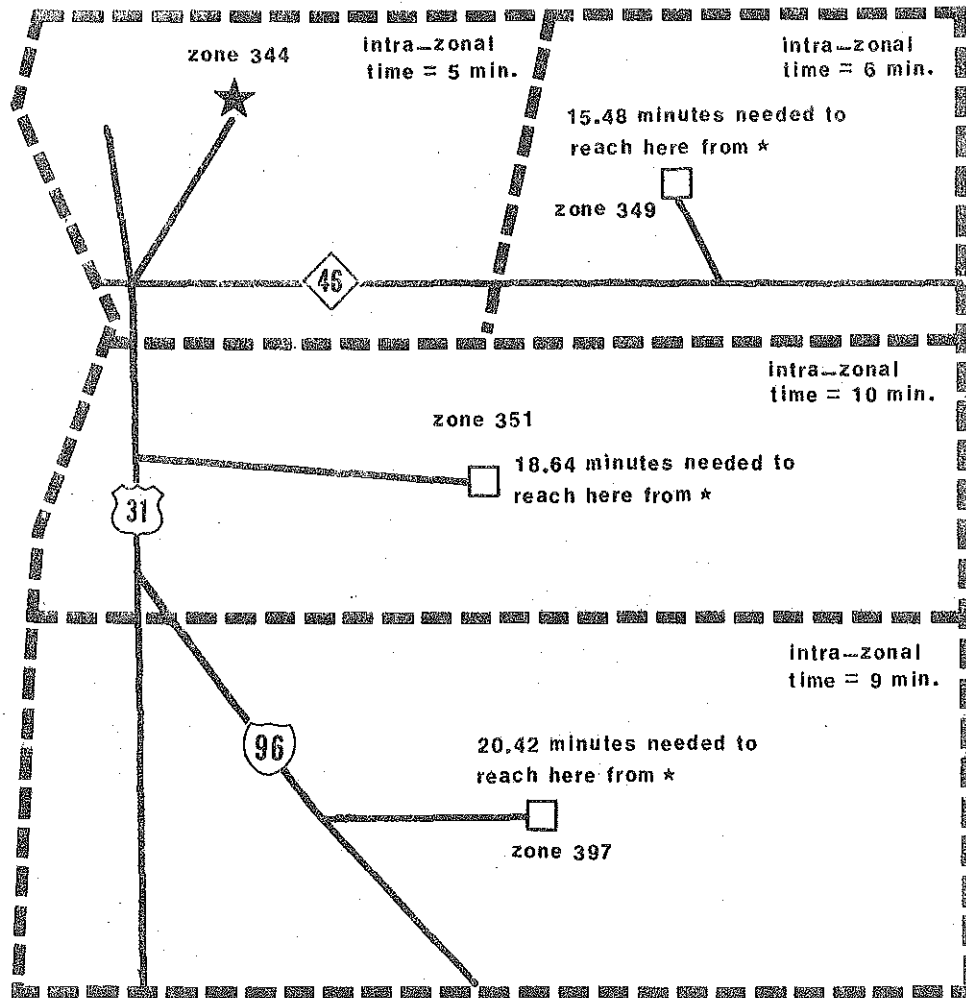 zone 344
intra-zonal
time = 5 min.
intra-zonal
time = 6 min.
15.48 minutes needed to
reach here from *
zone 349
46
intra-zonal
time = 10 min.
zone 351
18.64 minutes needed to
reach here from *
31
intra-zonal
time = 9 min.
96
20.42 minutes needed to
reach here from *
zone 397